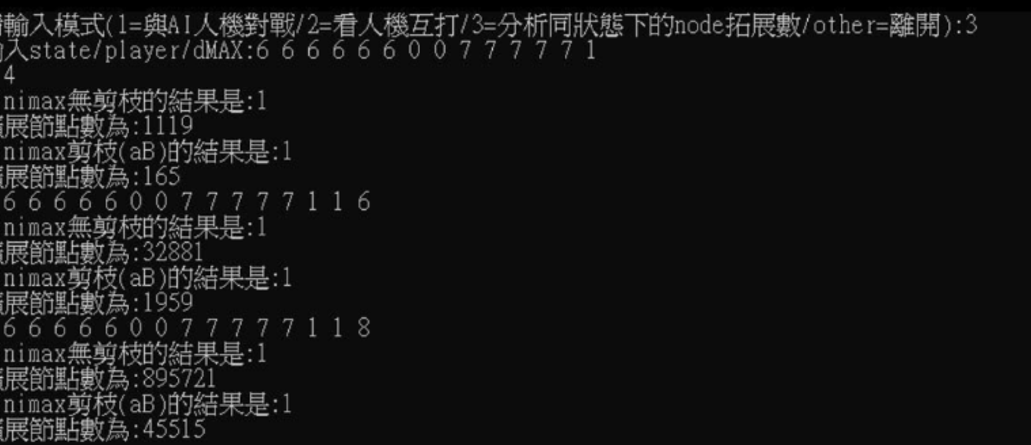 輸入模式(1=與AI人機對戰/2=看人機互打/3=分析同狀態下的node拓展數/other=離開):3
入state/player/dMAX:6 6 6 6 6 6 0 0 7 7 7 7 7 7 1
4
nimax無剪枝的結果是:1
展節點數為:1119
nimax剪枝(aB)的結果是:1
展節點數為:165
6 6 6 6 6 0 0 7 7 7 7 7 1 1 6
nimax無剪枝的結果是:1
展節點數為:32881
nimax剪枝(aB)的結果是:1
展節點數為:1959
6 6 6 6 6 0 0 7 7 7 7 7 1 1 8
nimax無剪枝的結果是:1
展節點數為:895721
nimax剪枝(aB)的結果是:1
展節點數為:45515